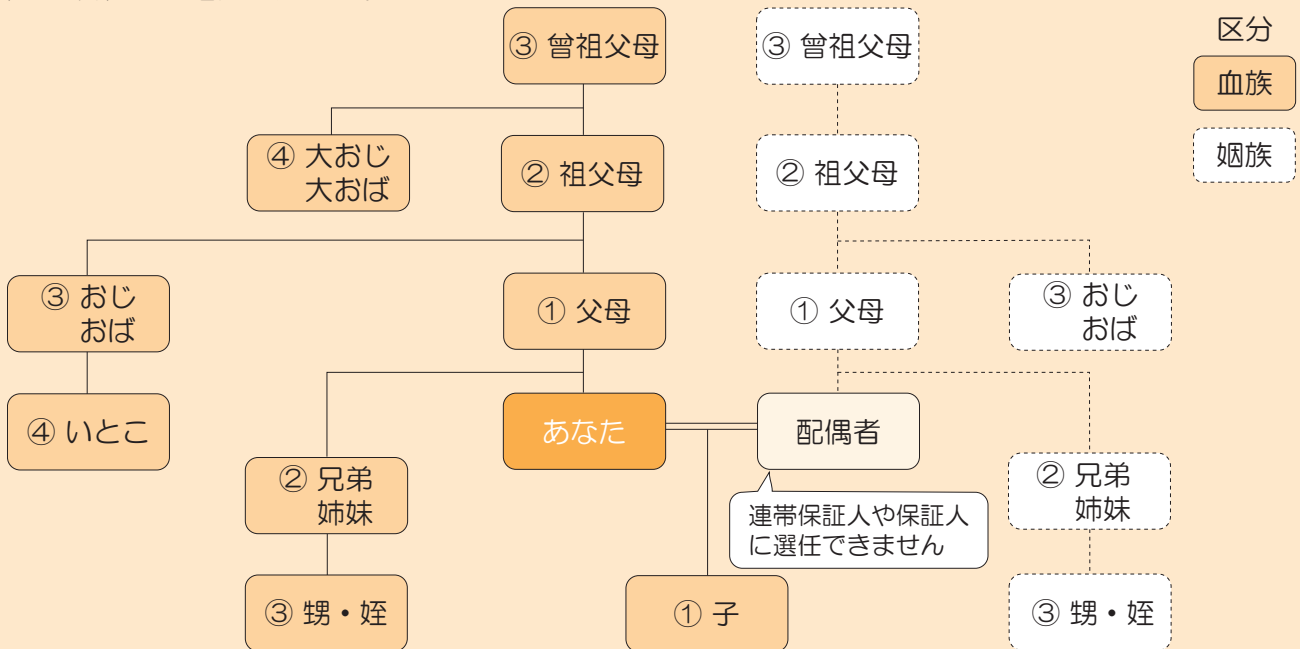 ③ 曾祖父母
③ 曾祖父母
区分
血族
④ 大おじ
大おば
② 祖父母
② 祖父母
姻族
③ おじ
おば
① 父母
① 父母
③ おじ
おば
④ いとこ
あなた
配偶者
② 兄弟
姉妹
② 兄弟
姉妹
連帯保証人や保証人
に選任できません
③ 甥・姪
① 子
③ 甥・姪